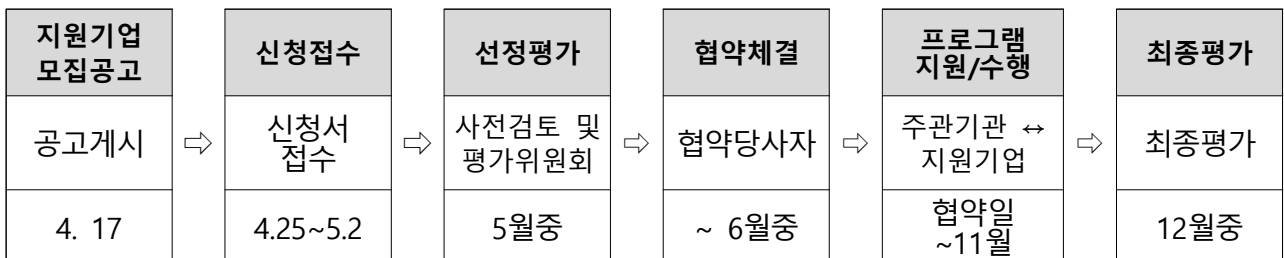 지원기업
모집공고
신청접수
선정평가
협약체결
프로그램
지원/수행
최종평가
공고게시
⇨
신청서
접수
⇨
사전검토 및
평가위원회
⇨
협약당사자
⇨
주관기관 ↔
지원기업
⇨
최종평가
4. 17
4.25~5.2
5월중
~ 6월중
협약일
~11월
12월중